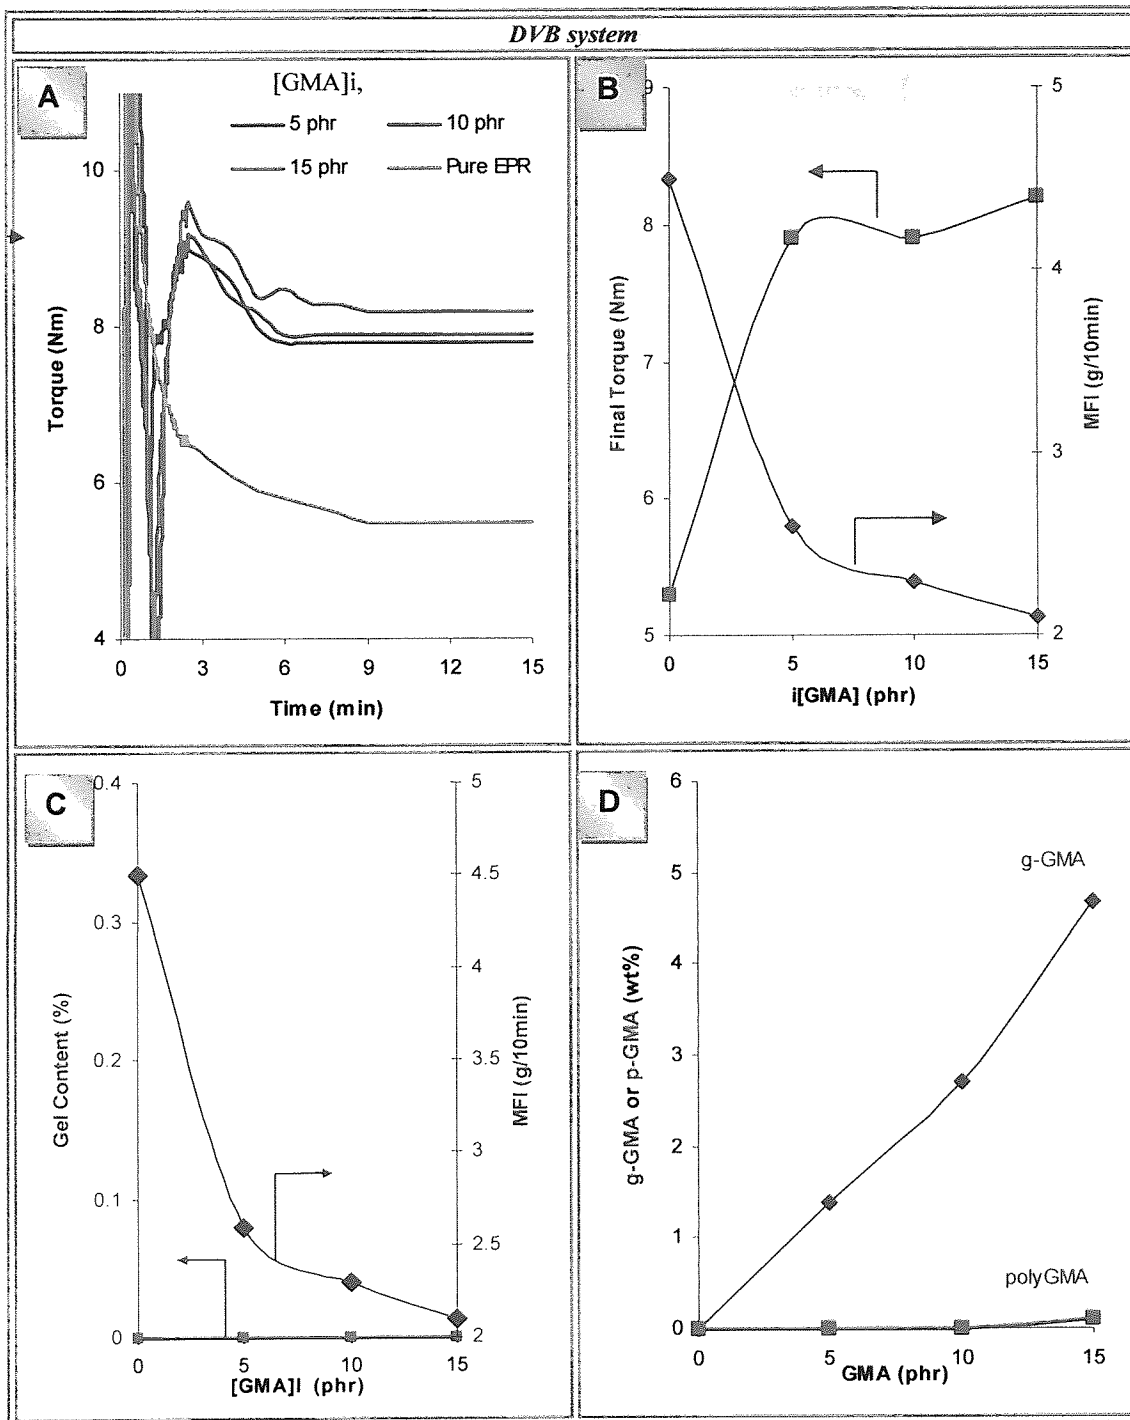 DVB system
A
[GMA]i,
5 phr
10 phr
15 phr
Pure EPR
10
8
6
4
0
3
6
9
12
15
Torque (Nm)
Time (min)
B
9
8
7
6
5
5
4
3
2
0
5
10
15
Final Torque (Nm)
MFI (g/10min)
i[GMA] (phr)
C
0.4
0.3
0.2
0.1
0
5
4.5
4
3.5
3
2.5
2
0
5
10
15
Gel Content (%)
MFI (g/10min)
[GMA]I (phr)
D
6
5
4
3
2
1
0
g-GMA
polyGMA
0
5
10
15
g-GMA or p-GMA (wt%)
GMA (phr)